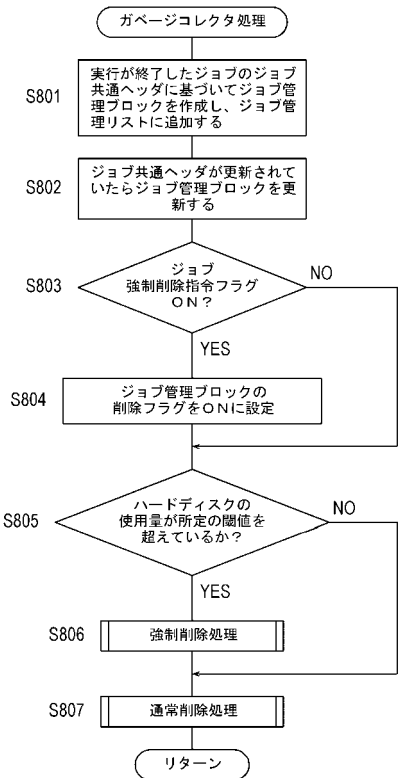 ガベージコレクタ処理
S801
実行が終了したジョブのジョブ
共通ヘッダに基づいてジョブ管
理ブロックを作成し、ジョブ管
理リストに追加する
S802
ジョブ共通ヘッダが更新されて
いたらジョブ管理ブロックを更
新する
S803
ジョブ
強制削除指令フラグ
ON?
NO
YES
S804
ジョブ管理ブロックの
削除フラグをONに設定
S805
ハードディスクの
使用量が所定の閾値を
超えているか?
NO
YES
S806
強制削除処理
S807
通常削除処理
リターン